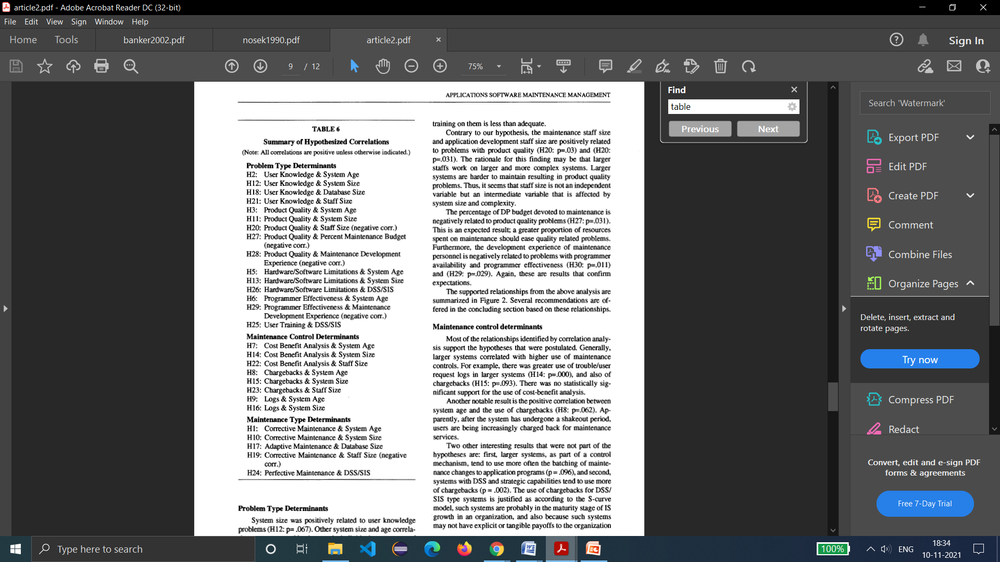 article2.pdf - Adobe Acrobat Reader DC (32-bit)
File Edit View Sign Window Help
Home Tools banker2002.pdf nosek1990.pdf article2.pdf × Sign In
9 / 12 75%
APPLICATIONS SOFTWARE MAINTENANCE MANAGEMENT
TABLE 6
Summary of Hypothesized Correlations
(Note: All correlations are positive unless otherwise indicated.)
Problem Type Determinants
H2: User Knowledge & System Age
H12: User Knowledge & System Size
H18: User Knowledge & Database Size
H21: User Knowledge & Staff Size
H3: Product Quality & System Age
H11: Product Quality & System Size
H20: Product Quality & Staff Size (negative corr.)
H27: Product Quality & Percent Maintenance Budget
(negative corr.)
H28: Product Quality & Maintenance Development
Experience (negative corr.)
H5: Hardware/Software Limitations & System Age
H13: Hardware/Software Limitations & System Size
H26: Hardware/Software Limitations & DSS/SIS
H6: Programmer Effectiveness & System Age
H29: Programmer Effectiveness & Maintenance
Development Experience (negative corr.)
H25: User Training & DSS/SIS
Maintenance Control Determinants
H7: Cost Benefit Analysis & System Age
H14: Cost Benefit Analysis & System Size
H22: Cost Benefit Analysis & Staff Size
H8: Chargebacks & System Age
H15: Chargebacks & System Size
H23: Chargebacks & Staff Size
H9: Logs & System Age
H16: Logs & System Size
Maintenance Type Determinants
H1: Corrective Maintenance & System Age
H10: Corrective Maintenance & System Size
H17: Adaptive Maintenance & Database Size
H19: Corrective Maintenance & Staff Size (negative
corr.)
H24: Perfective Maintenance & DSS/SIS
Problem Type Determinants
System size was positively related to user knowledge
problems (H12: p= .067). Other system size and age correla-
training on them is less than adequate.
Contrary to our hypothesis, the maintenance staff size
and application development staff size are positively related
to problems with product quality (H20: p=.03) and (H20:
p=.031). The rationale for this finding may be that larger
staffs work on larger and more complex systems. Larger
systems are harder to maintain resulting in product quality
problems. Thus, it seems that staff size is not an independent
variable but an intermediate variable that is affected by
system size and complexity.
The percentage of DP budget devoted to maintenance is
negatively related to product quality problems (H27: p=.031).
This is an expected result; a greater proportion of resources
spent on maintenance should ease quality related problems.
Furthermore, the development experience of maintenance
personnel is negatively related to problems with programmer
availability and programmer effectiveness (H30: p=.011)
and (H29: p=.029). Again, these are results that confirm
expectations.
The supported relationships from the above analysis are
summarized in Figure 2. Several recommendations are of-
fered in the concluding section based on these relationships.
Maintenance control determinants
Most of the relationships identified by correlation analy-
sis support the hypotheses that were postulated. Generally,
larger systems correlated with higher use of maintenance
controls. For example, there was greater use of trouble/user
request logs in larger systems (H14: p=.000), and also of
chargebacks (H15: p=.093). There was no statistically sig-
nificant support for the use of cost-benefit analysis.
Another notable result is the positive correlation between
system age and the use of chargebacks (H8: p=.062). Ap-
parently, after the system has undergone a shakeout period,
users are being increasingly charged back for maintenance
services.
Two other interesting results that were not part of the
hypotheses are: first, larger systems, as part of a control
mechanism, tend to use more often the batching of mainte-
nance changes to application programs (p = .096), and second,
systems with DSS and strategic capabilities tend to use more
of chargebacks (p = .002). The use of chargebacks for DSS/
SIS type systems is justified as according to the S-curve
model, such systems are probably in the maturity stage of IS
growth in an organization, and also because such systems
may not have explicit or tangible payoffs to the organization
Find
table
Previous Next
Search 'Watermark'
Export PDF
Edit PDF
Create PDF
Comment
Combine Files
Organize Pages
Delete, insert, extract and
rotate pages.
Try now
Compress PDF
Redact
Convert, edit and e-sign PDF
forms & agreements
Free 7-Day Trial
Type here to search
100% ENG
18:34
10-11-2021